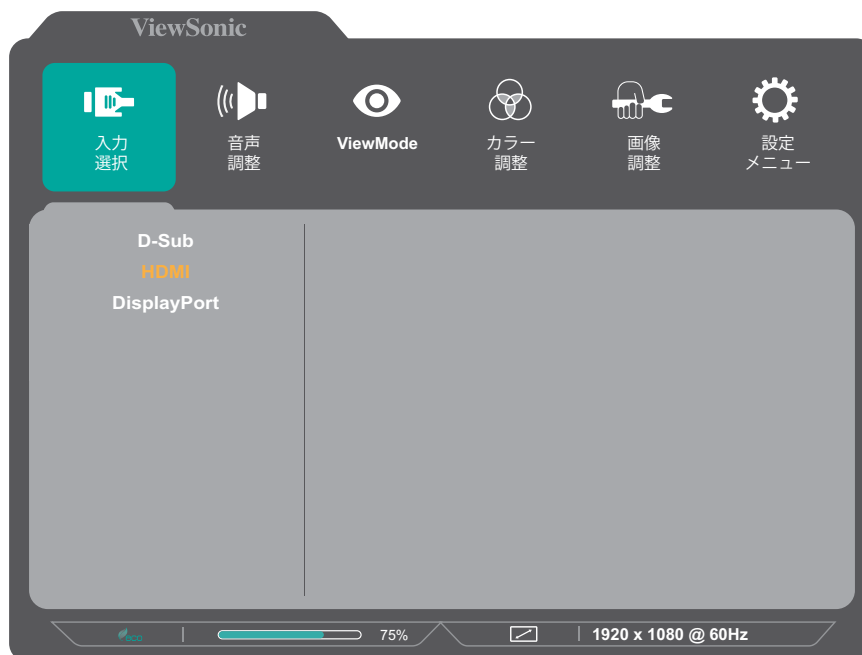 ViewSonic
入力
選択
音声
調整
ViewMode
カラー
調整
画像
調整
設定
メニュー
D-Sub
HDMI
DisplayPort
eco
75%
1920 x 1080 @ 60Hz